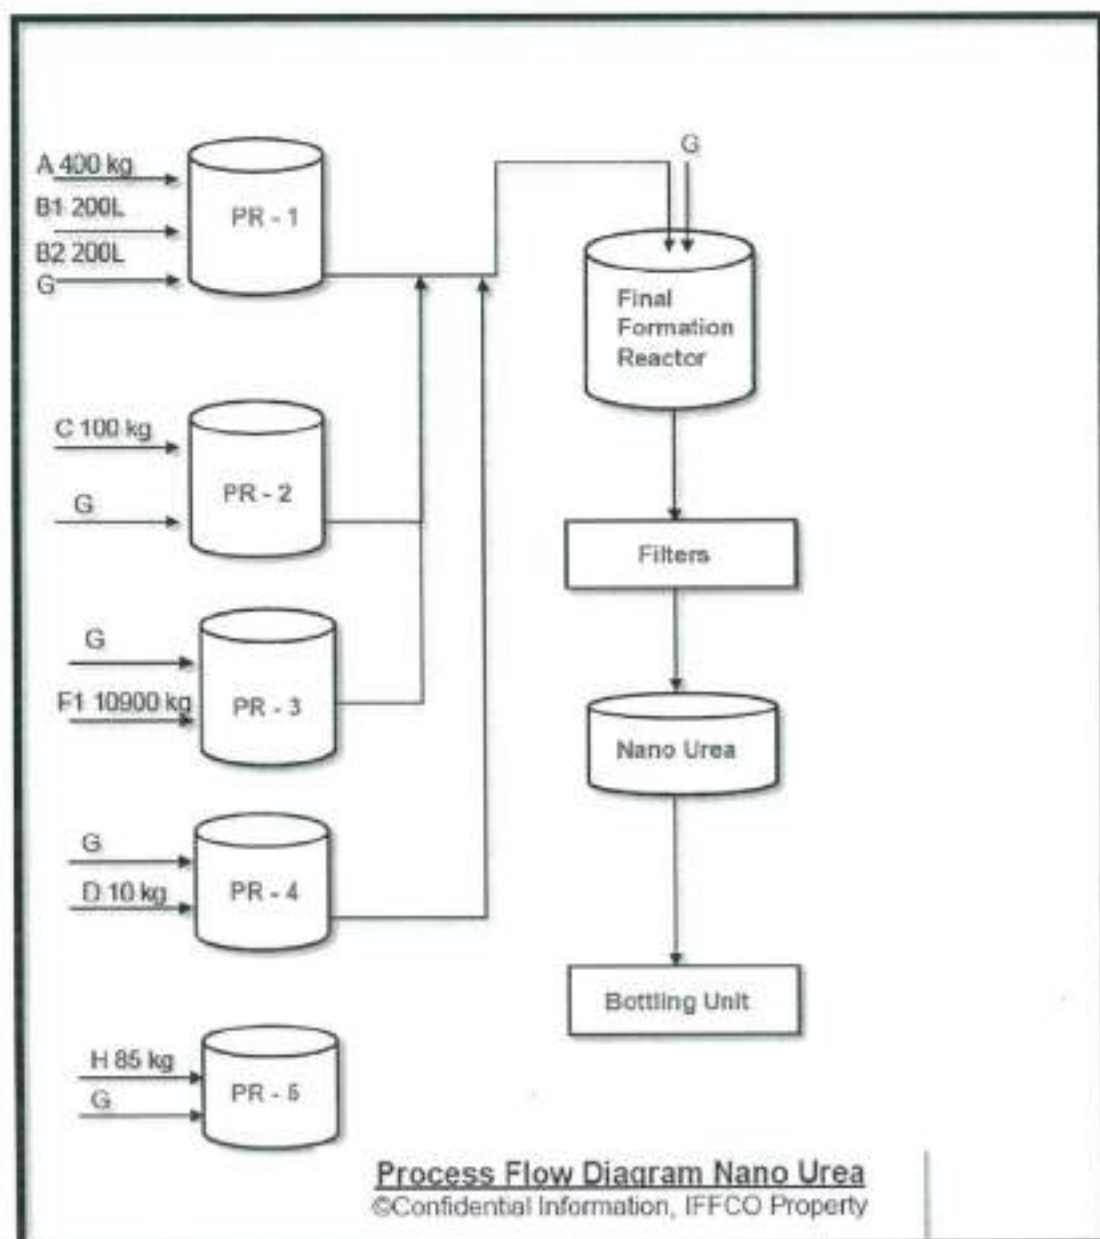 A 400 kg
B1 200L
B2 200L
G
PR - 1
G
Final
Formation
Reactor
C 100 kg
G
PR - 2
Filters
G
F1 10900 kg
PR - 3
Nano Urea
G
D 10 kg
PR - 4
Bottling Unit
H 85 kg
G
PR - 5
Process Flow Diagram Nano Urea
©Confidential Information, IFFCO Property